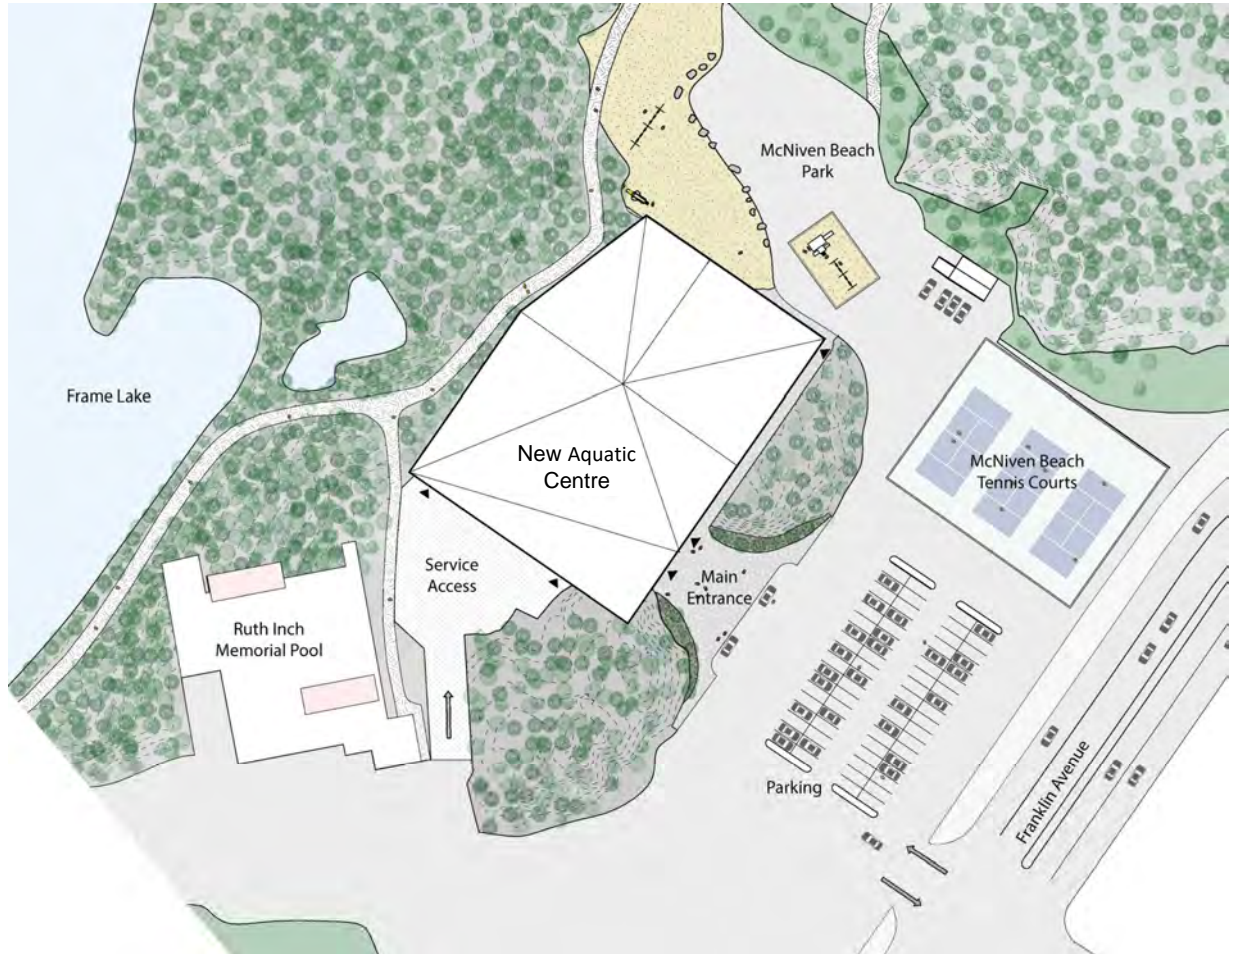 McNiven Beach
Park
Frame Lake
New Aquatic
Centre
McNiven Beach
Tennis Courts
Service
Access
Main
Entrance
Ruth Inch
Memorial Pool
Parking
Franklin Avenue